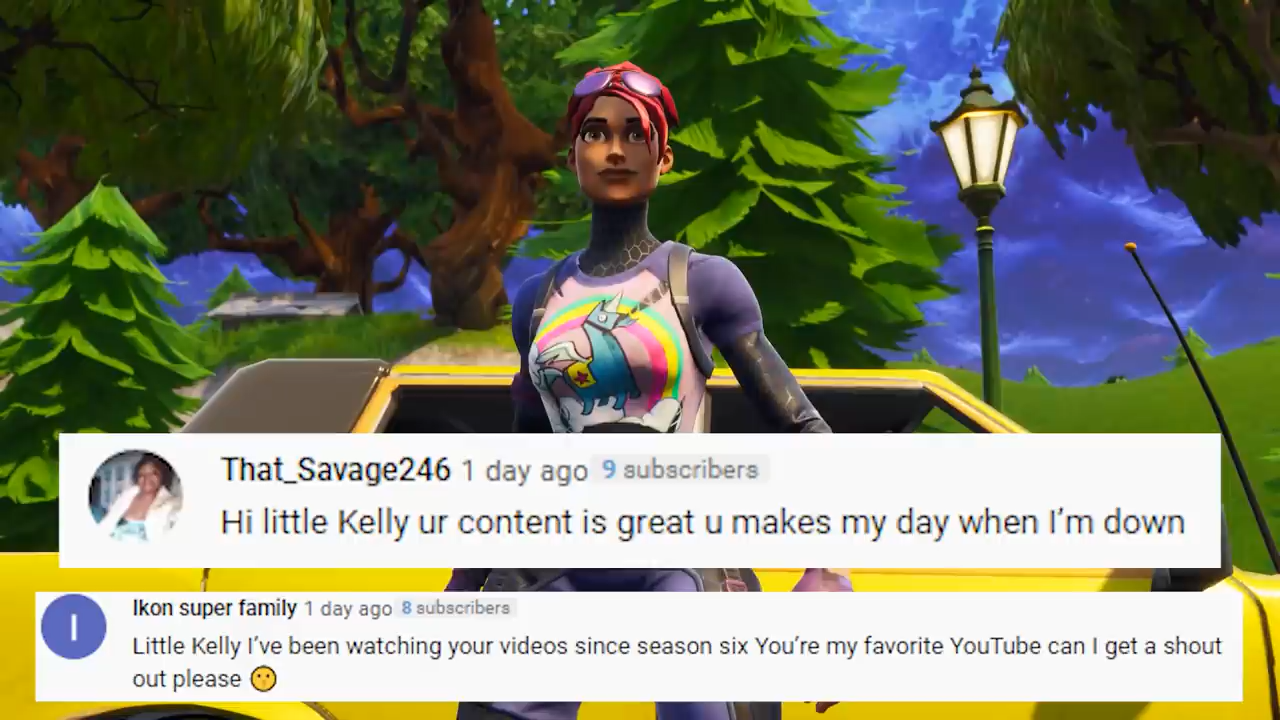 That_Savage246 1 day ago 9 subscribers
Hi little Kelly ur content is great u makes my day when I’m down
I
Ikon super family 1 day ago 8 subscribers
Little Kelly I’ve been watching your videos since season six You’re my favorite YouTube can I get a shout
out please 😗